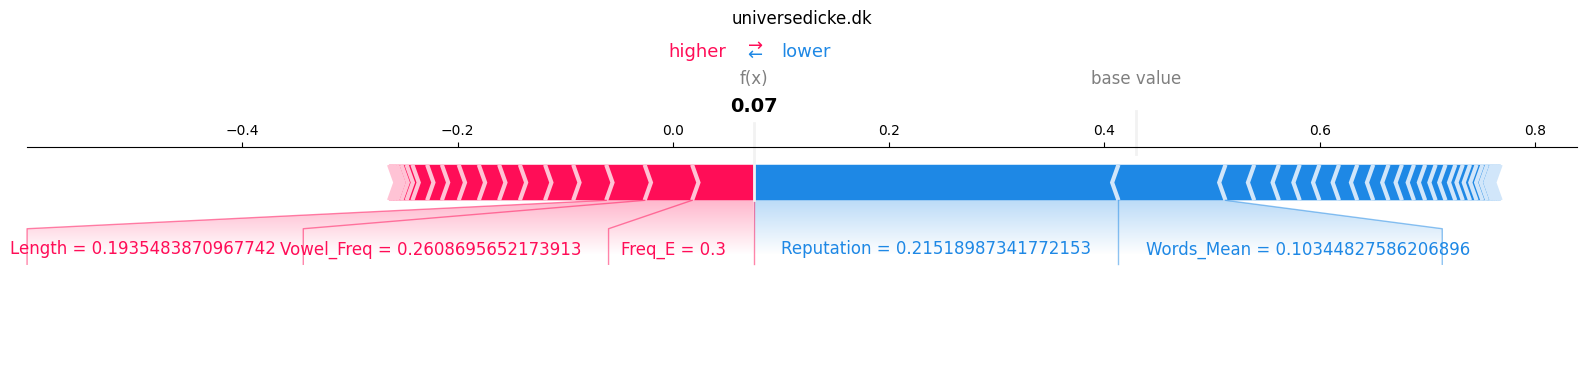 universedicke.dk
higher ⇄ lower
f(x) base value
0.07
−0.4 −0.2 0.0 0.2 0.4 0.6 0.8
Length = 0.1935483870967742 Vowel_Freq = 0.2608695652173913 Freq_E = 0.3 Reputation = 0.21518987341772153 Words_Mean = 0.10344827586206896